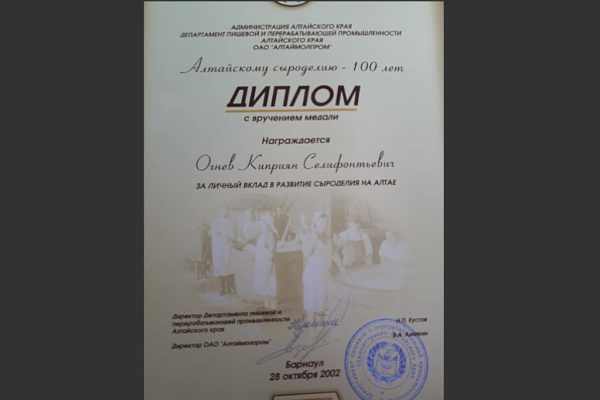 АДМИНИСТРАЦИЯ АЛТАЙСКОГО КРАЯ
ДЕПАРТАМЕНТ ПИЩЕВОЙ И ПЕРЕРАБАТЫВАЮЩЕЙ ПРОМЫШЛЕННОСТИ
АЛТАЙСКОГО КРАЯ
ОАО "АЛТАЙМОЛПРОМ"
Алтайскому сыроделию - 100 лет
ДИПЛОМ
с вручением медали
Награждается
Огнев Киприян Селифонтьевич
ЗА ЛИЧНЫЙ ВКЛАД В РАЗВИТИЕ СЫРОДЕЛИЯ НА АЛТАЕ
Директор Департамента пищевой и
перерабатывающей промышленности
Алтайского края
Н.П. Кустов
Директор ОАО "Алтаймолпром"
В.А.
Барнаул
28 октября 2002